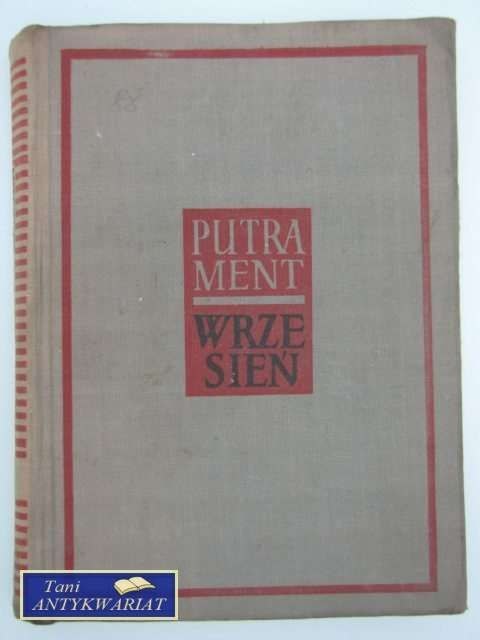 PUTRA
MENT
WRZE
SIEŃ
Tani
ANTYKWARIAT